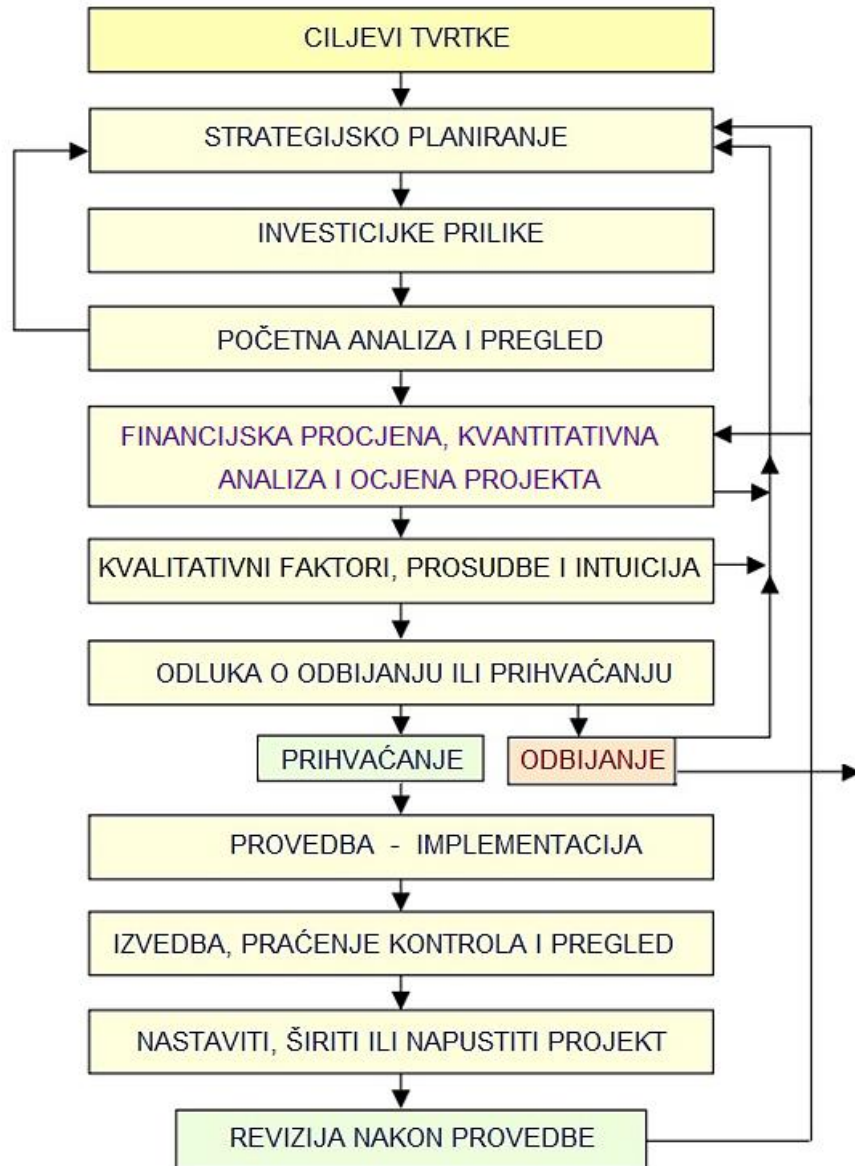 CILJEVI TVRTKE
STRATEGIJSKO PLANIRANJE
INVESTICIJKE PRILIKE
POČETNA ANALIZA I PREGLED
FINANCIJSKA PROCJENA, KVANTITATIVNA
ANALIZA I OCJENA PROJEKTA
KVALITATIVNI FAKTORI, PROSUDBE I INTUICIJA
ODLUKA O ODBIJANJU ILI PRIHVAĆANJU
PRIHVAĆANJE
ODBIJANJE
PROVEDBA - IMPLEMENTACIJA
IZVEDBA, PRAĆENJE KONTROLA I PREGLED
NASTAVITI, ŠIRITI ILI NAPUSTITI PROJEKT
REVIZIJA NAKON PROVEDBE